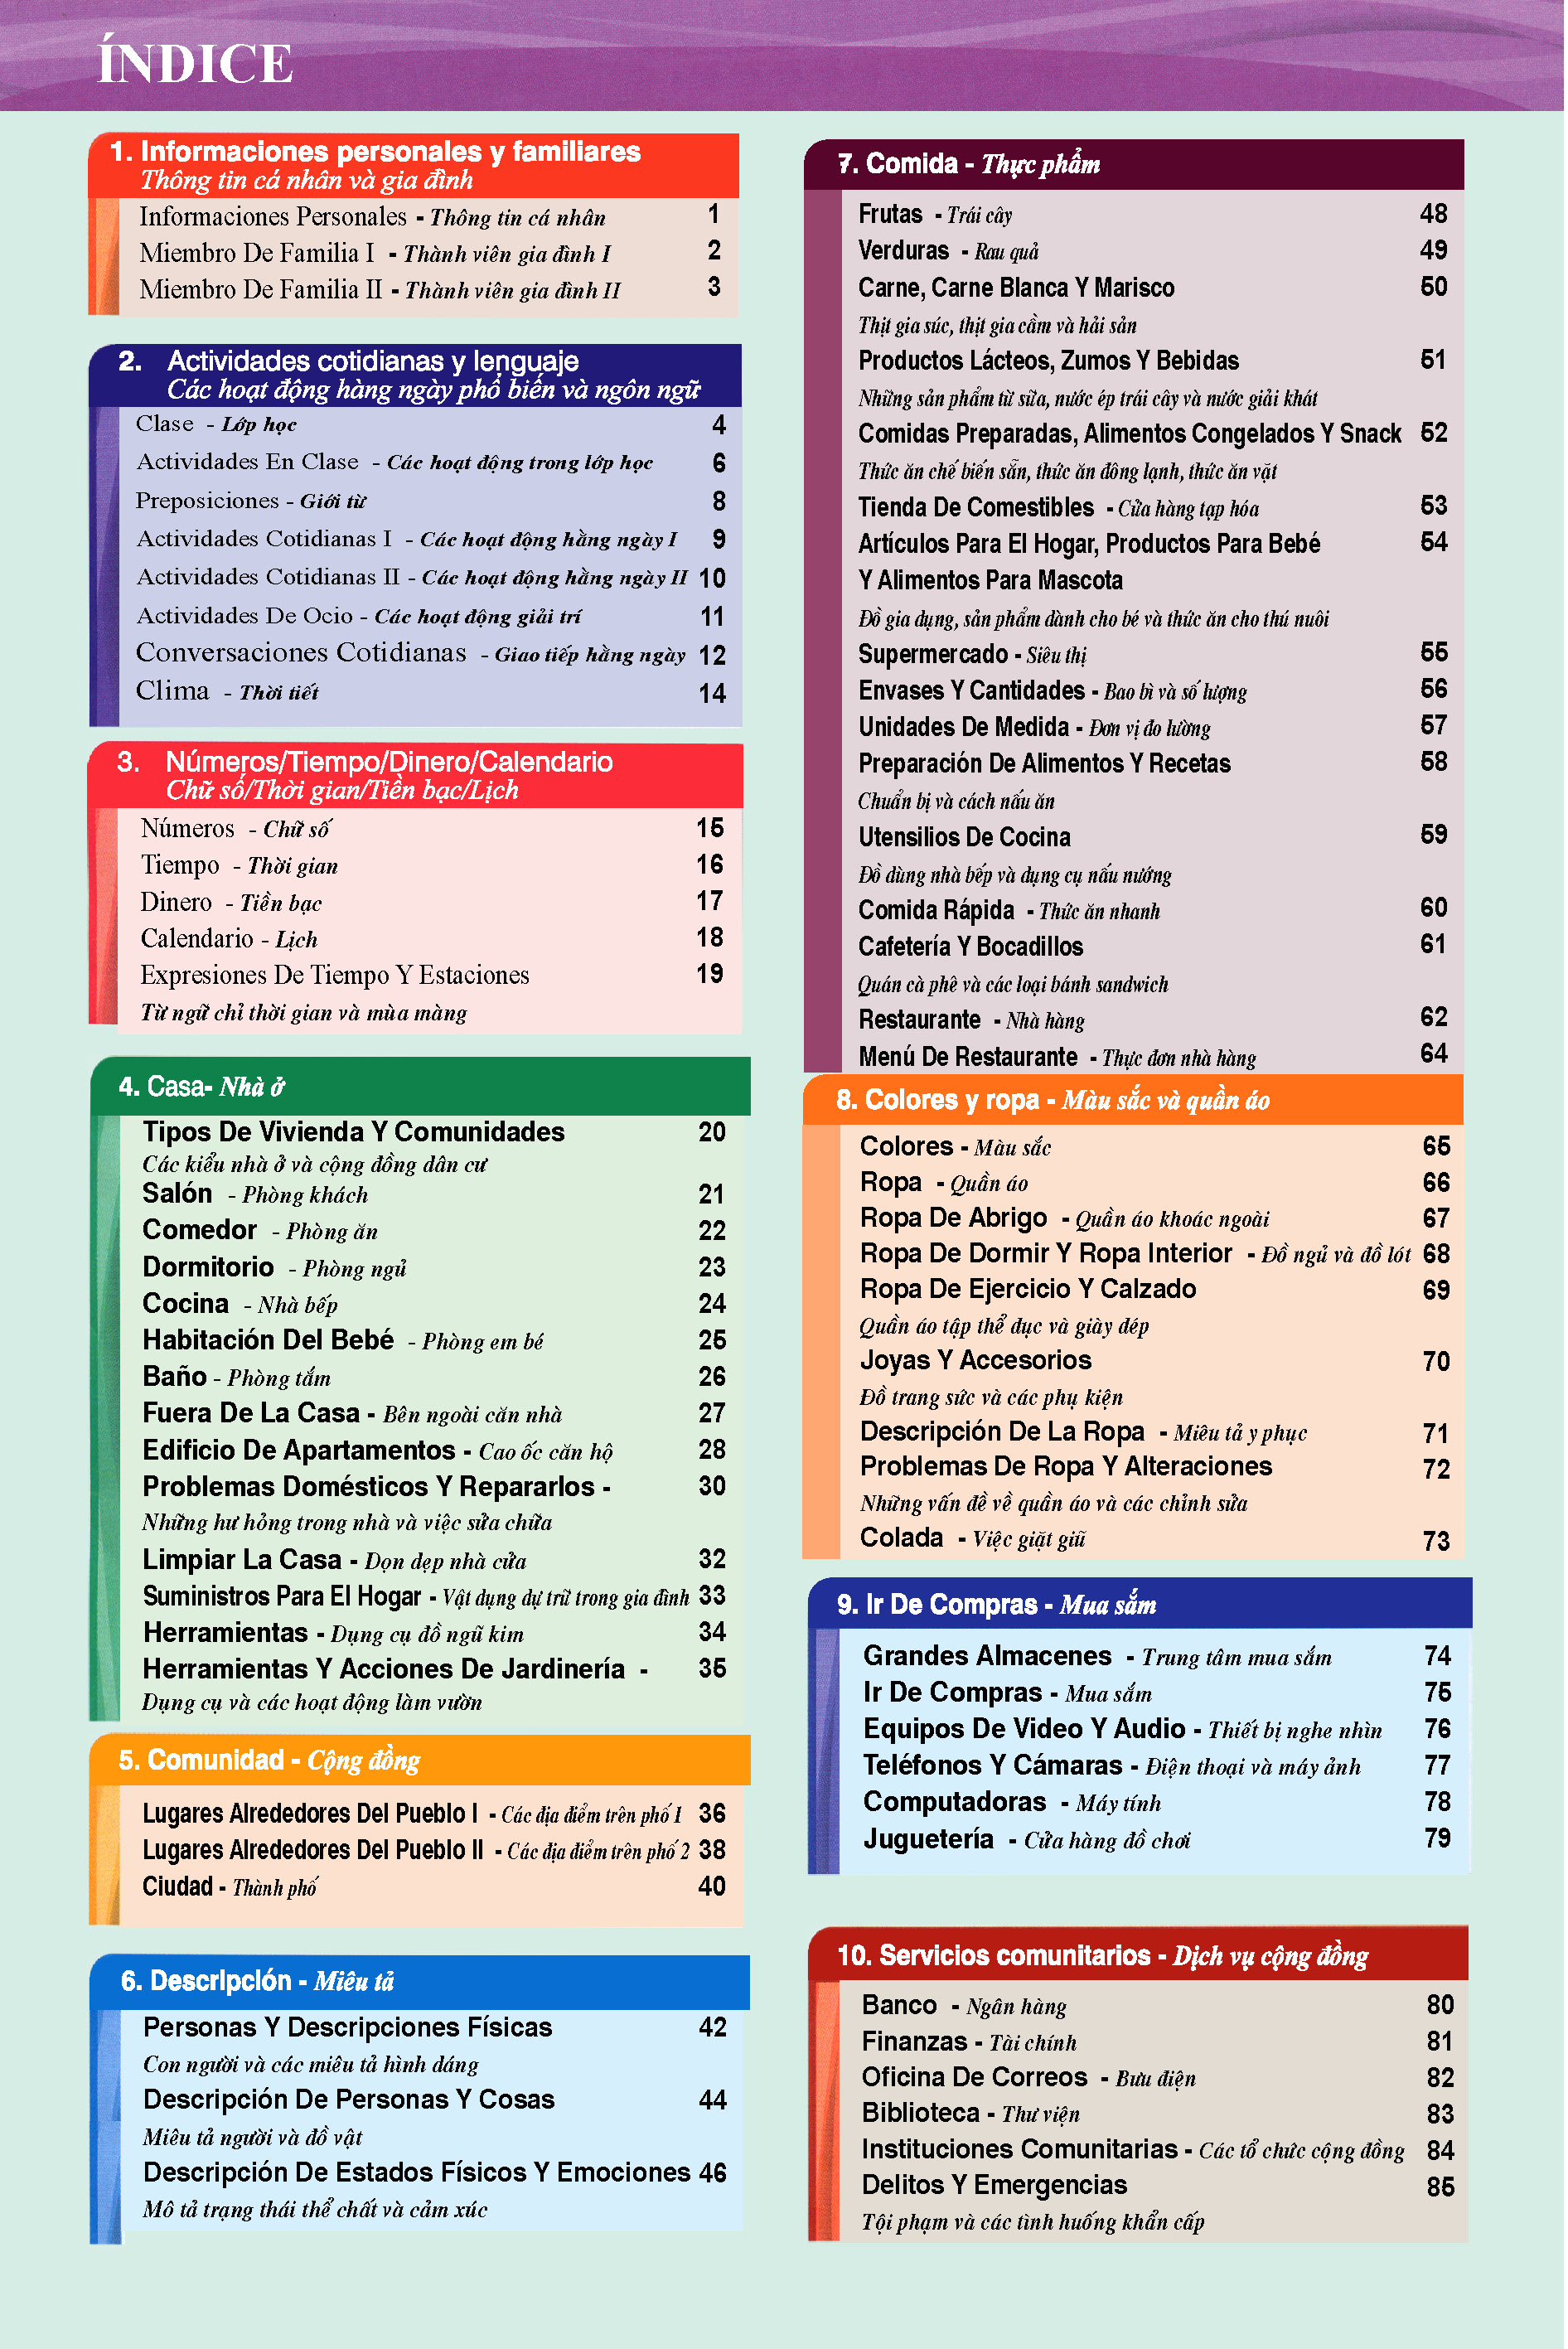 ÍNDICE
1. Informaciones personales y familiares
Thông tin cá nhân và gia đình
Informaciones Personales - Thông tin cá nhân 1
Miembro De Familia I - Thành viên gia đình I 2
Miembro De Familia II - Thành viên gia đình II 3
2. Actividades cotidianas y lenguaje
Các hoạt động hàng ngày phổ biến và ngôn ngữ
Clase - Lớp học 4
Actividades En Clase - Các hoạt động trong lớp học 6
Preposiciones - Giới từ 8
Actividades Cotidianas I - Các hoạt động hằng ngày I 9
Actividades Cotidianas II - Các hoạt động hằng ngày II 10
Actividades De Ocio - Các hoạt động giải trí 11
Conversaciones Cotidianas - Giao tiếp hằng ngày 12
Clima - Thời tiết 14
3. Números/Tiempo/Dinero/Calendario
Chữ số/Thời gian/Tiền bạc/Lịch
Números - Chữ số 15
Tiempo - Thời gian 16
Dinero - Tiền bạc 17
Calendario - Lịch 18
Expresiones De Tiempo Y Estaciones 19
Từ ngữ chỉ thời gian và mùa màng
4. Casa- Nhà ở
Tipos De Vivienda Y Comunidades 20
Các kiểu nhà ở và cộng đồng dân cư
Salón - Phòng khách 21
Comedor - Phòng ăn 22
Dormitorio - Phòng ngủ 23
Cocina - Nhà bếp 24
Habitación Del Bebé - Phòng em bé 25
Baño - Phòng tắm 26
Fuera De La Casa - Bên ngoài căn nhà 27
Edificio De Apartamentos - Cao ốc căn hộ 28
Problemas Domésticos Y Repararlos - 30
Những hư hỏng trong nhà và việc sửa chữa
Limpiar La Casa - Dọn dẹp nhà cửa 32
Suministros Para El Hogar - Vật dụng dự trữ trong gia đình 33
Herramientas - Dụng cụ đồ ngũ kim 34
Herramientas Y Acciones De Jardinería - 35
Dụng cụ và các hoạt động làm vườn
5. Comunidad - Cộng đồng
Lugares Alrededores Del Pueblo I - Các địa điểm trên phố 1 36
Lugares Alrededores Del Pueblo II - Các địa điểm trên phố 2 38
Ciudad - Thành phố 40
6. Descripción - Miêu tả
Personas Y Descripciones Físicas 42
Con người và các miêu tả hình dáng
Descripción De Personas Y Cosas 44
Miêu tả người và đồ vật
Descripción De Estados Físicos Y Emociones 46
Mô tả trạng thái thể chất và cảm xúc
7. Comida - Thực phẩm
Frutas - Trái cây 48
Verduras - Rau quả 49
Carne, Carne Blanca Y Marisco 50
Thịt gia súc, thịt gia cầm và hải sản
Productos Lácteos, Zumos Y Bebidas 51
Những sản phẩm từ sữa, nước ép trái cây và nước giải khát
Comidas Preparadas, Alimentos Congelados Y Snack 52
Thức ăn chế biến sẵn, thức ăn đông lạnh, thức ăn vặt
Tienda De Comestibles - Cửa hàng tạp hóa 53
Artículos Para El Hogar, Productos Para Bebé 54
Y Alimentos Para Mascota
Đồ gia dụng, sản phẩm dành cho bé và thức ăn cho thú nuôi
Supermercado - Siêu thị 55
Envases Y Cantidades - Bao bì và số lượng 56
Unidades De Medida - Đơn vị đo lường 57
Preparación De Alimentos Y Recetas 58
Chuẩn bị và cách nấu ăn
Utensilios De Cocina 59
Đồ dùng nhà bếp và dụng cụ nấu nướng
Comida Rápida - Thức ăn nhanh 60
Cafetería Y Bocadillos 61
Quán cà phê và các loại bánh sandwich
Restaurante - Nhà hàng 62
Menú De Restaurante - Thực đơn nhà hàng 64
8. Colores y ropa - Màu sắc và quần áo
Colores - Màu sắc 65
Ropa - Quần áo 66
Ropa De Abrigo - Quần áo khoác ngoài 67
Ropa De Dormir Y Ropa Interior - Đồ ngủ và đồ lót 68
Ropa De Ejercicio Y Calzado 69
Quần áo tập thể dục và giày dép
Joyas Y Accesorios 70
Đồ trang sức và các phụ kiện
Descripción De La Ropa - Miêu tả y phục 71
Problemas De Ropa Y Alteraciones 72
Những vấn đề về quần áo và các chỉnh sửa
Colada - Việc giặt giũ 73
9. Ir De Compras - Mua sắm
Grandes Almacenes - Trung tâm mua sắm 74
Ir De Compras - Mua sắm 75
Equipos De Video Y Audio - Thiết bị nghe nhìn 76
Teléfonos Y Cámaras - Điện thoại và máy ảnh 77
Computadoras - Máy tính 78
Juguetería - Cửa hàng đồ chơi 79
10. Servicios comunitarios - Dịch vụ cộng đồng
Banco - Ngân hàng 80
Finanzas - Tài chính 81
Oficina De Correos - Bưu điện 82
Biblioteca - Thư viện 83
Instituciones Comunitarias - Các tổ chức cộng đồng 84
Delitos Y Emergencias 85
Tội phạm và các tình huống khẩn cấp